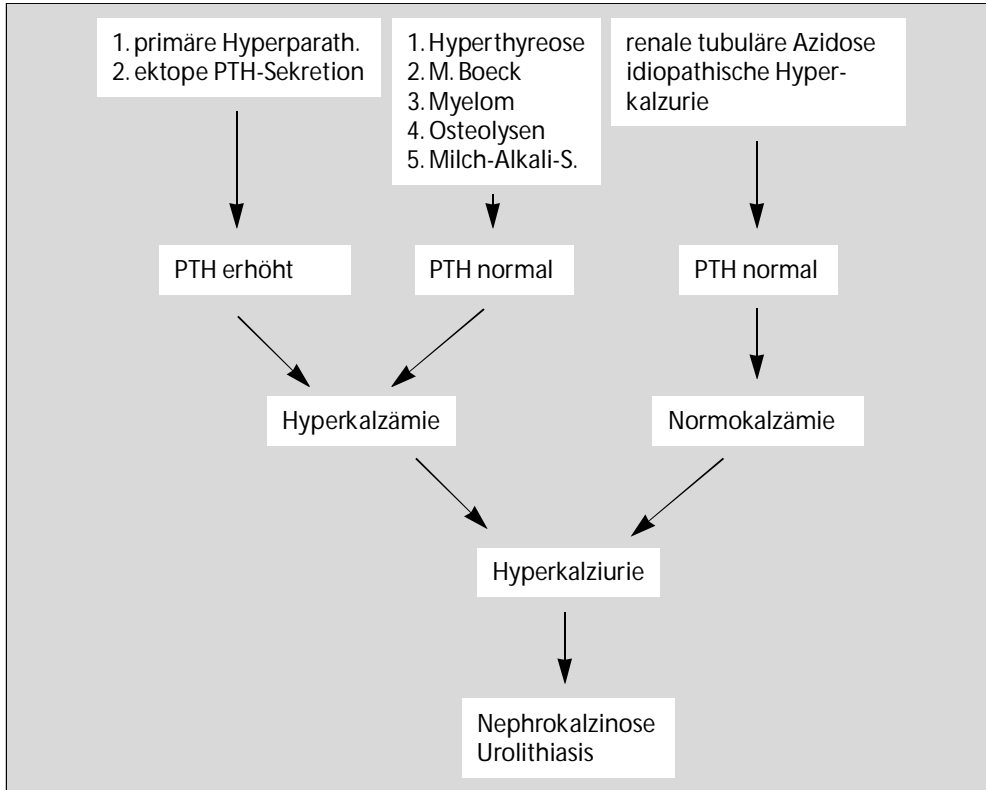 1. primäre Hyperparath.
2. ektope PTH-Sekretion
1. Hyperthyreose
2. M. Boeck
3. Myelom
4. Osteolysen
5. Milch-Alkali-S.
renale tubuläre Azidose
idiopathische Hyper-
kalzurie
PTH erhöht
PTH normal
PTH normal
Hyperkalzämie
Normokalzämie
Hyperkalziurie
Nephrokalzinose
Urolithiasis